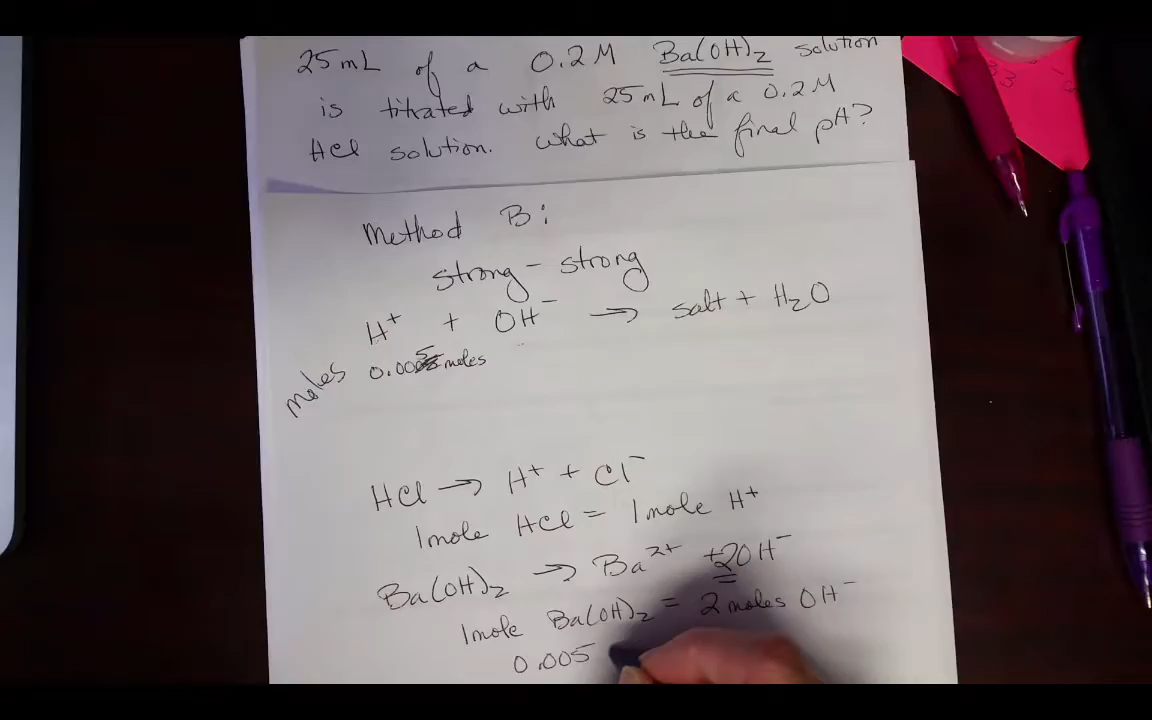 25 mL of a 0.2 M Ba(OH)₂ solution
is titrated with 25 mL of a 0.2 M
HCl solution. What is the final pH?
Method B:
strong - strong
H⁺ + OH⁻ → salt + H₂O
moles 0.005 moles
HCl → H⁺ + Cl⁻
1 mole HCl = 1 mole H⁺
Ba(OH)₂ → Ba²⁺ + 2OH⁻
1 mole Ba(OH)₂ = 2 moles OH⁻
0.005